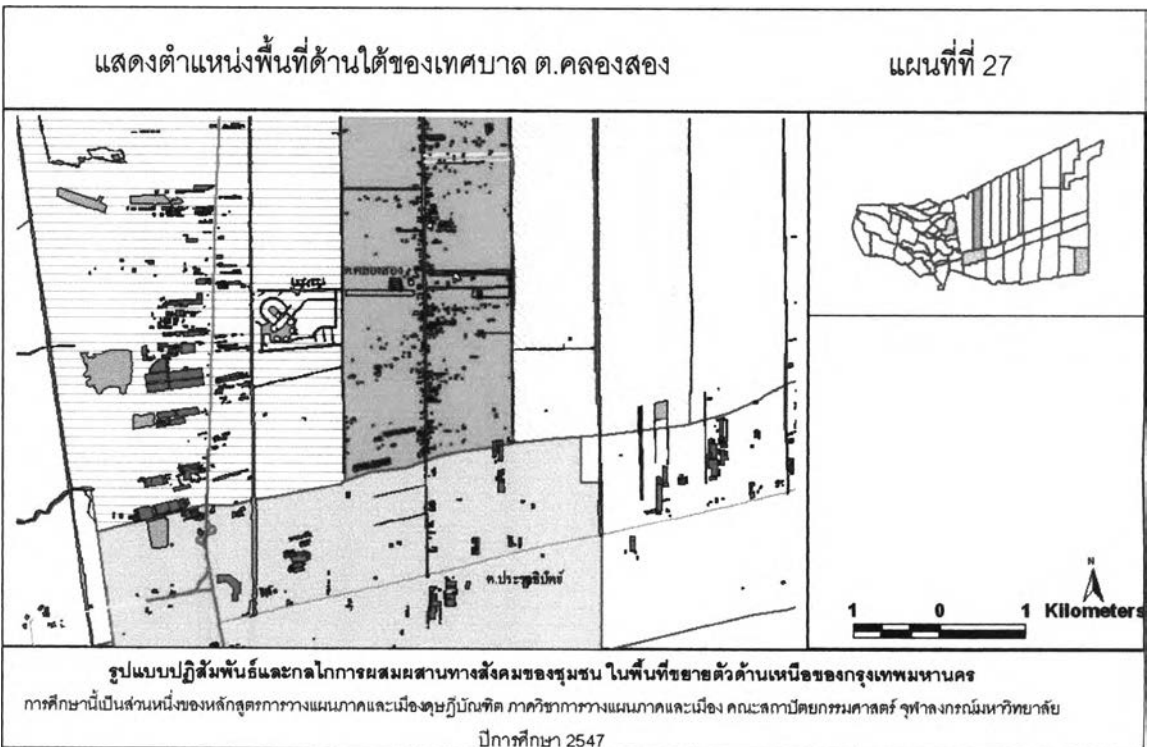 แสดงตำแหน่งพื้นที่ด้านใต้ของเทศบาล ต.คลองสอง
แผนที่ที่ 27
ต.คลองสอง
ต.ประชาธิปัตย์
N
1 0 1 Kilometers
รูปแบบปฏิสัมพันธ์และกลไกการผสมผสานทางสังคมของชุมชน ในพื้นที่ขยายตัวด้านเหนือของกรุงเทพมหานคร
การศึกษานี้เป็นส่วนหนึ่งของหลักสูตรการวางแผนภาคและเมืองดุษฎีบัณฑิต ภาควิชาการวางแผนภาคและเมือง คณะสถาปัตยกรรมศาสตร์ จุฬาลงกรณ์มหาวิทยาลัย
ปีการศึกษา 2547